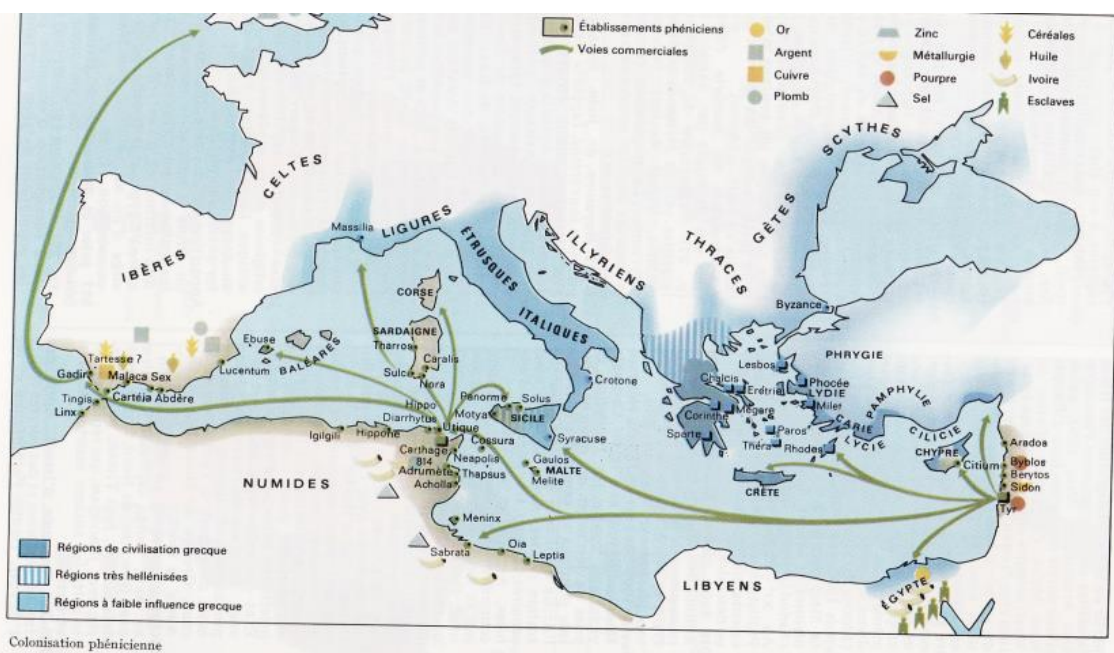 Établissements phéniciens
Voies commerciales
Or
Argent
Cuivre
Plomb
Zinc
Métallurgie
Pourpre
Sel
Céréales
Huile
Ivoire
Esclaves
CELTES
IBÈRES
LIGURES
ÉTRUSQUES
ITALIQUES
ILLYRIENS
THRACES
GÈTES
SCYTHES
Massilia
Byzance
PHRYGIE
CORSE
SARDAIGNE
Tharros
Caralis
Sulci
Nora
Ebuse
BALÉARES
Lucentum
Tartesse ?
Gadir
Malaca Sex
Cartéia Abdère
Tingis
Linx
Crotone
Lesbos
Phocée
LYDIE
Chalcis
Erétrie
Corinthe
Mégare
Milet
CARIE
PAMPHYLIE
LYCIE
CILICIE
Sparte
Paros
Théra
Rhodes
CRÈTE
CHYPRE
Citium
Arados
Byblos
Berytos
Sidon
Tyr
Panorme
Solus
Motya
SICILE
Syracuse
Hippo
Diarrhytus
Utique
Cossura
Igilgili
Hippone
Carthage
814
Neapolis
Adrumète
Thapsus
Acholla
Gaulos
MALTE
Melite
NUMIDES
Meninx
Sabrata
Oia
Leptis
LIBYENS
ÉGYPTE
Régions de civilisation grecque
Régions très hellénisées
Régions à faible influence grecque
Colonisation phénicienne